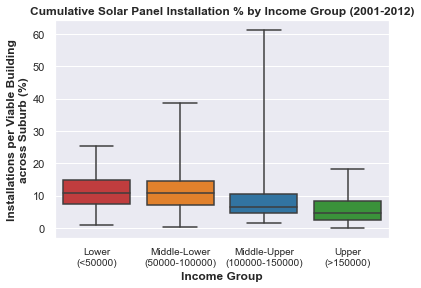 Cumulative Solar Panel Installation % by Income Group (2001-2012)
Installations per Viable Building
across Suburb (%)
60
50
40
30
20
10
0
Lower
(<50000)
Middle-Lower
(50000-100000)
Middle-Upper
(100000-150000)
Upper
(>150000)
Income Group